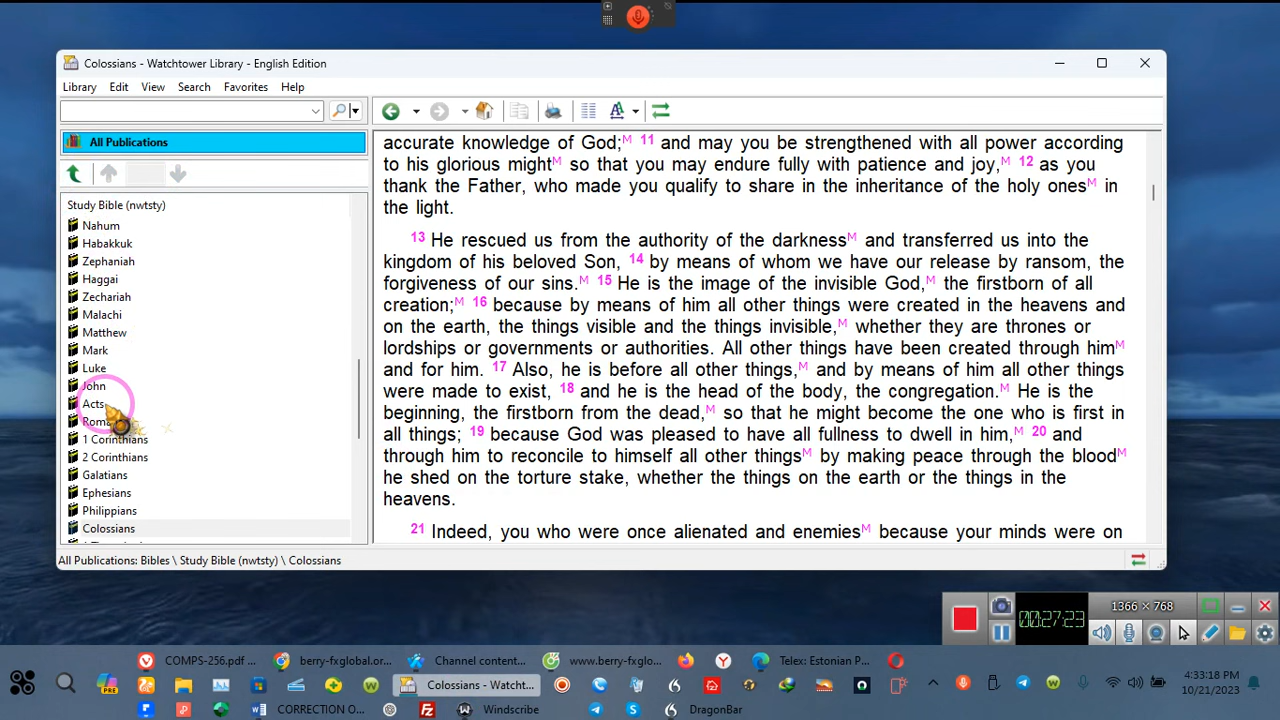 Colossians - Watchtower Library - English Edition
Library Edit View Search Favorites Help
All Publications
Study Bible (nwtsty)
Nahum
Habakkuk
Zephaniah
Haggai
Zechariah
Malachi
Matthew
Mark
Luke
John
Acts
1 Corinthians
2 Corinthians
Galatians
Ephesians
Philippians
Colossians
accurate knowledge of God;M 11 and may you be strengthened with all power according
to his glorious mightM so that you may endure fully with patience and joy,M 12 as you
thank the Father, who made you qualify to share in the inheritance of the holy onesM in
the light.
13 He rescued us from the authority of the darknessM and transferred us into the
kingdom of his beloved Son, 14 by means of whom we have our release by ransom, the
forgiveness of our sins.M 15 He is the image of the invisible God,M the firstborn of all
creation;M 16 because by means of him all other things were created in the heavens and
on the earth, the things visible and the things invisible,M whether they are thrones or
lordships or governments or authorities. All other things have been created through himM
and for him. 17 Also, he is before all other things,M and by means of him all other things
were made to exist, 18 and he is the head of the body, the congregation.M He is the
beginning, the firstborn from the dead,M so that he might become the one who is first in
all things; 19 because God was pleased to have all fullness to dwell in him,M 20 and
through him to reconcile to himself all other thingsM by making peace through the bloodM
he shed on the torture stake, whether the things on the earth or the things in the
heavens.
21 Indeed, you who were once alienated and enemiesM because your minds were on
All Publications: Bibles \ Study Bible (nwtsty) \ Colossians
00:27:23
1366 × 768
COMPS-256.pdf ... berry-fxglobal.or... Channel content... www.berry-fxglo... Telex: Estonian P...
PRE Colossians - Watcht... 4:33:18 PM
CORRECTION O... Windscribe DragonBar 10/21/2023